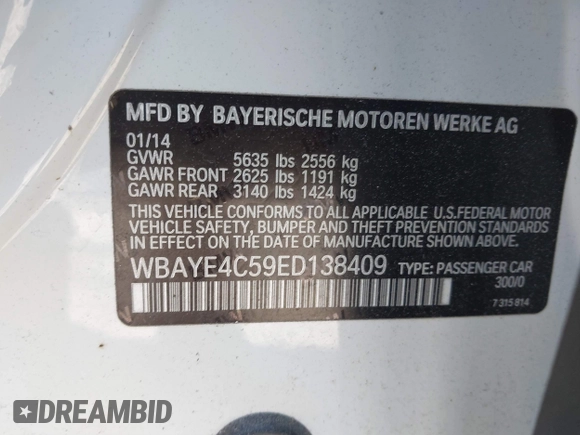 MFD BY BAYERISCHE MOTOREN WERKE AG
01/14
GVWR 5635 lbs 2556 kg
GAWR FRONT 2625 lbs 1191 kg
GAWR REAR 3140 lbs 1424 kg
THIS VEHICLE CONFORMS TO ALL APPLICABLE U.S.FEDERAL MOTOR
VEHICLE SAFETY, BUMPER AND THEFT PREVENTION STANDARDS
IN EFFECT ON THE DATE OF MANUFACTURE SHOWN ABOVE.
WBAYE4C59ED138409 TYPE: PASSENGER CAR
300/0
7 315 814
DREAMBID